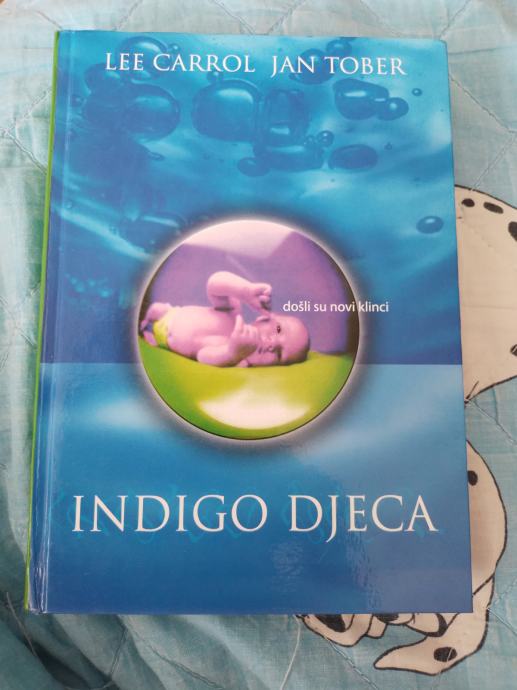 LEE CARROL JAN TOBER
došli su novi klinci
INDIGO DJECA